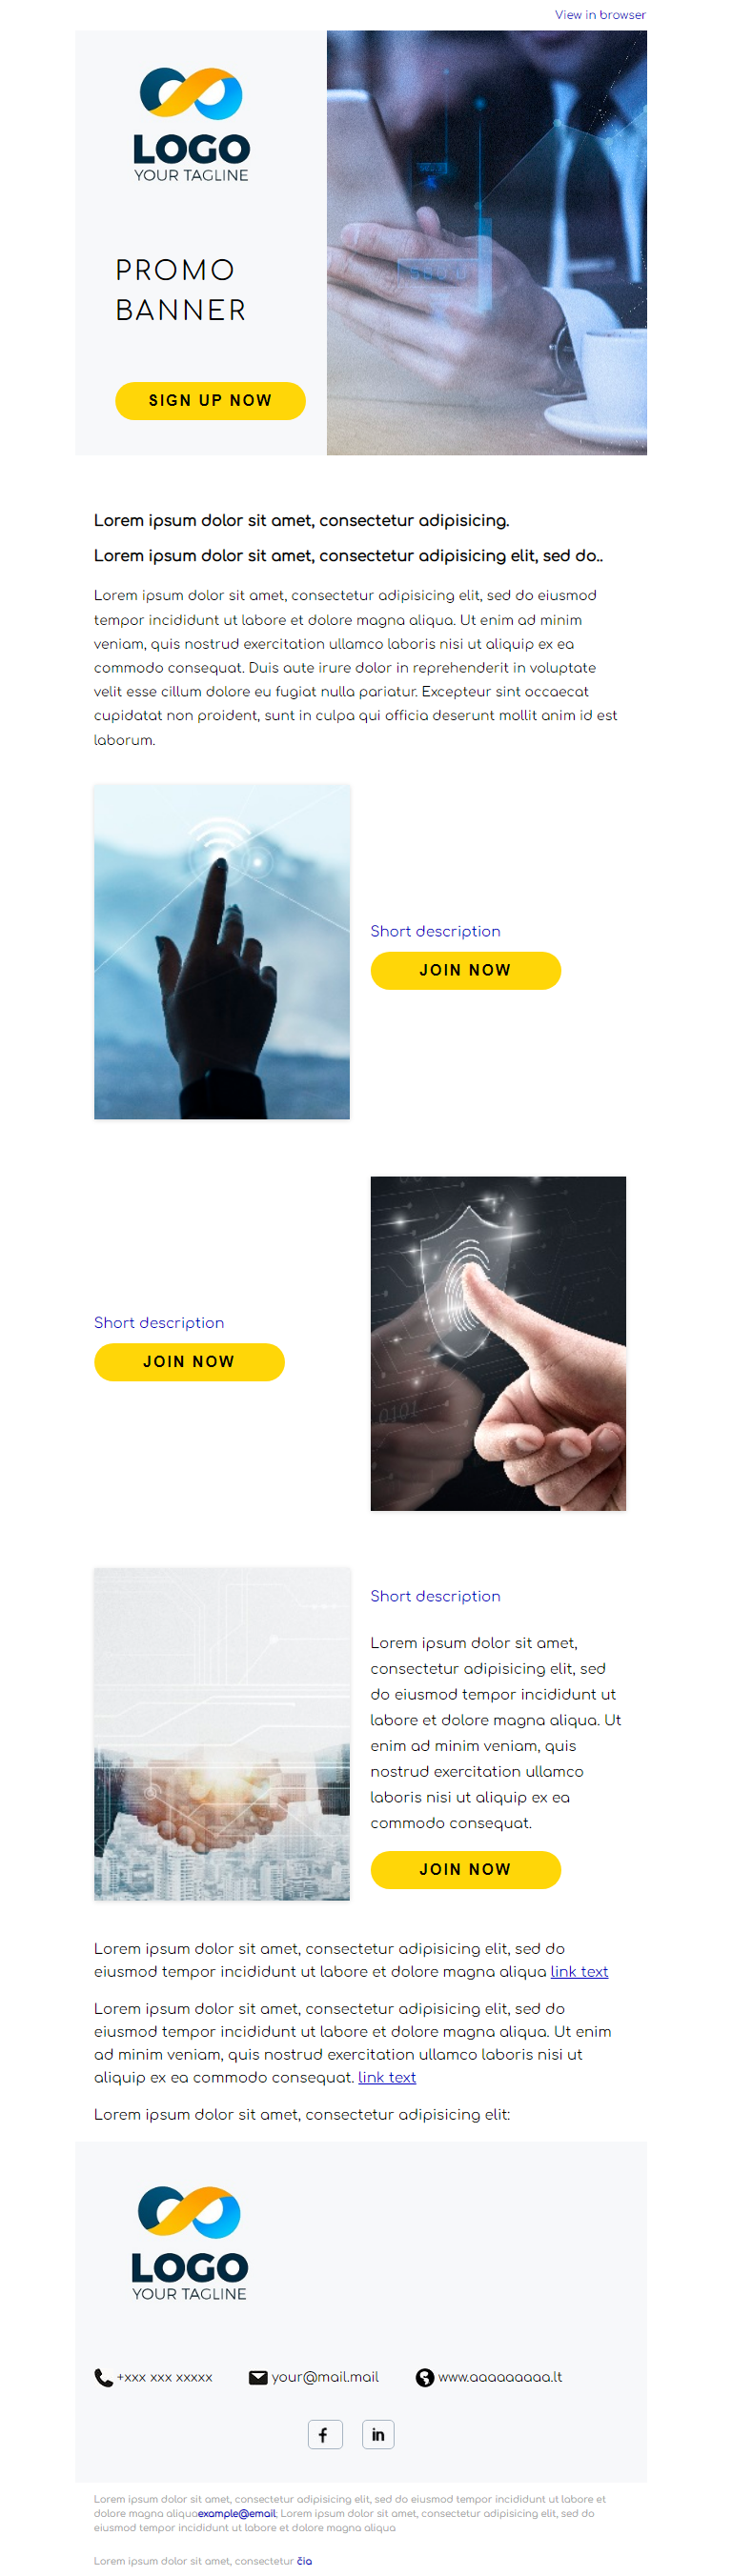 View in browser
LOGO
YOUR TAGLINE
PROMO
BANNER
SIGN UP NOW
Lorem ipsum dolor sit amet, consectetur adipisicing.
Lorem ipsum dolor sit amet, consectetur adipisicing elit, sed do..
Lorem ipsum dolor sit amet, consectetur adipisicing elit, sed do eiusmod
tempor incididunt ut labore et dolore magna aliqua. Ut enim ad minim
veniam, quis nostrud exercitation ullamco laboris nisi ut aliquip ex ea
commodo consequat. Duis aute irure dolor in reprehenderit in voluptate
velit esse cillum dolore eu fugiat nulla pariatur. Excepteur sint occaecat
cupidatat non proident, sunt in culpa qui officia deserunt mollit anim id est
laborum.
Short description
JOIN NOW
Short description
JOIN NOW
0101
Short description
Lorem ipsum dolor sit amet,
consectetur adipisicing elit, sed
do eiusmod tempor incididunt ut
labore et dolore magna aliqua. Ut
enim ad minim veniam, quis
nostrud exercitation ullamco
laboris nisi ut aliquip ex ea
commodo consequat.
JOIN NOW
Lorem ipsum dolor sit amet, consectetur adipisicing elit, sed do
eiusmod tempor incididunt ut labore et dolore magna aliqua link text
Lorem ipsum dolor sit amet, consectetur adipisicing elit, sed do
eiusmod tempor incididunt ut labore et dolore magna aliqua. Ut enim
ad minim veniam, quis nostrud exercitation ullamco laboris nisi ut
aliquip ex ea commodo consequat. link text
Lorem ipsum dolor sit amet, consectetur adipisicing elit:
LOGO
YOUR TAGLINE
+xxx xxx xxxxx your@mail.mail www.aaaaaaaaa.lt
f in
Lorem ipsum dolor sit amet, consectetur adipisicing elit, sed do eiusmod tempor incididunt ut labore et
dolore magna aliquaexample@email; Lorem ipsum dolor sit amet, consectetur adipisicing elit, sed do
eiusmod tempor incididunt ut labore et dolore magna aliqua
Lorem ipsum dolor sit amet, consectetur čia